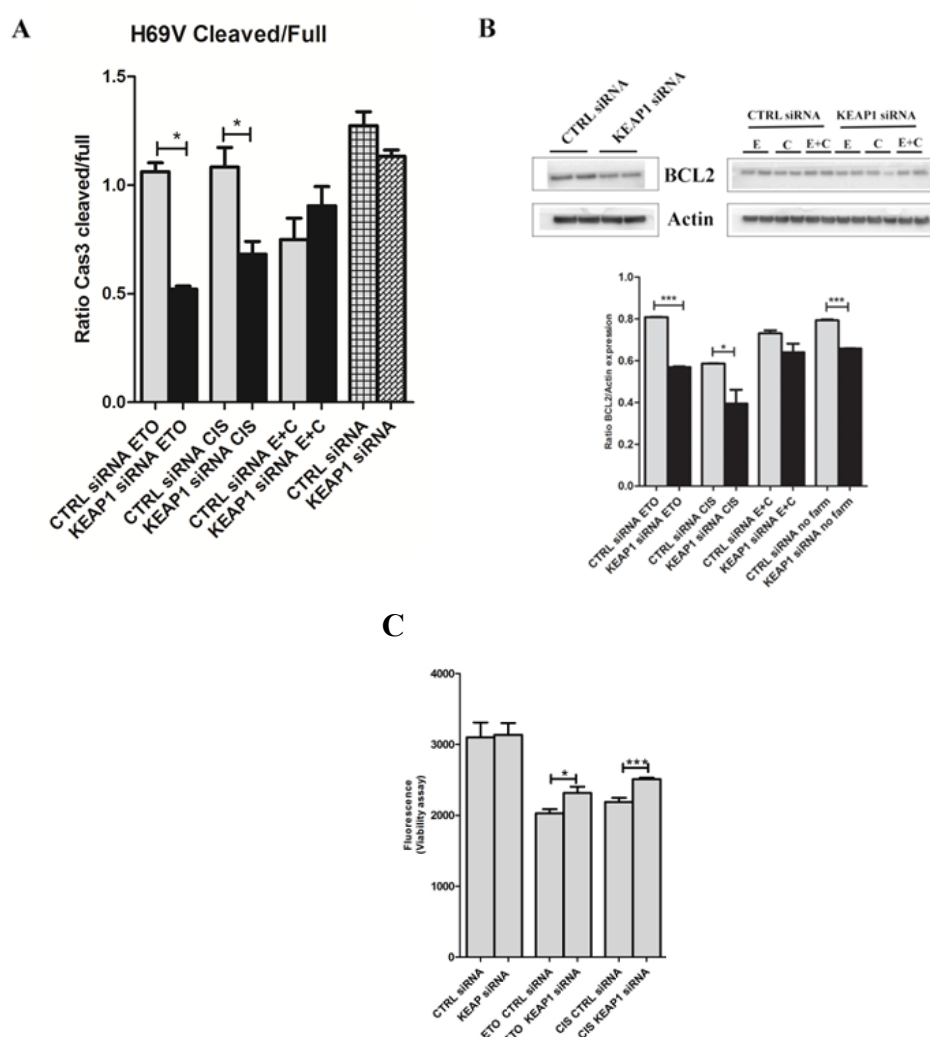 A
H69V Cleaved/Full
Ratio Cas3 cleaved/full
1.5
1.0
0.5
0.0
*
*
CTRL siRNA ETO
KEAP1 siRNA ETO
CTRL siRNA CIS
KEAP1 siRNA CIS
CTRL siRNA E+C
KEAP1 siRNA E+C
CTRL siRNA
KEAP1 siRNA
B
CTRL siRNA
KEAP1 siRNA
CTRL siRNA KEAP1 siRNA
E C E+C E C E+C
BCL2
Actin
Ratio BCL2/Actin expression
1.0
0.8
0.6
0.4
0.2
0.0
***
*
***
CTRL siRNA ETO
KEAP1 siRNA ETO
CTRL siRNA CIS
KEAP1 siRNA CIS
CTRL siRNA E+C
KEAP1 siRNA E+C
CTRL siRNA no farm
KEAP1 siRNA no farm
C
Fluorescence
(Viability assay)
4000
3000
2000
1000
0
*
***
CTRL siRNA
KEAP siRNA
ETO CTRL siRNA
ETO KEAP1 siRNA
CIS CTRL siRNA
CIS KEAP1 siRNA